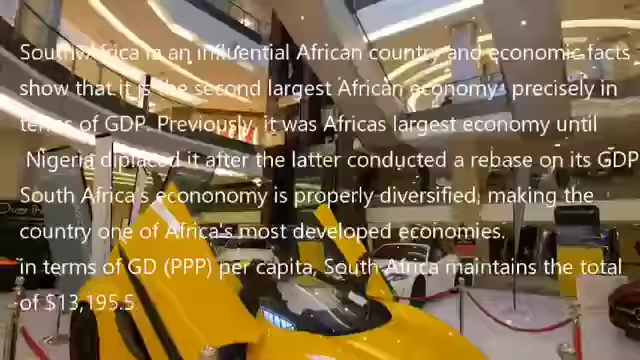 South Africa is an influential African country and economic facts
show that it is the second largest African economy, precisely in
terms of GDP. Previously, it was Africas largest economy until
Nigeria diplaced it after the latter conducted a rebase on its GDP
South Africa's econonomy is properly diversified, making the
country one of Africa's most developed economies.
in terms of GD (PPP) per capita, South Africa maintains the total
of $13,195.5